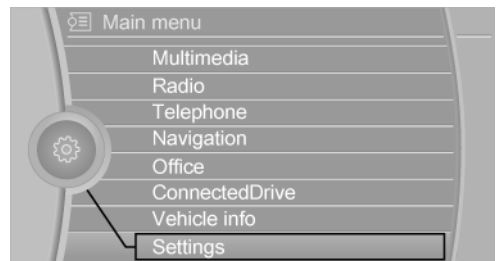 Main menu
Multimedia
Radio
Telephone
Navigation
Office
ConnectedDrive
Vehicle info
Settings